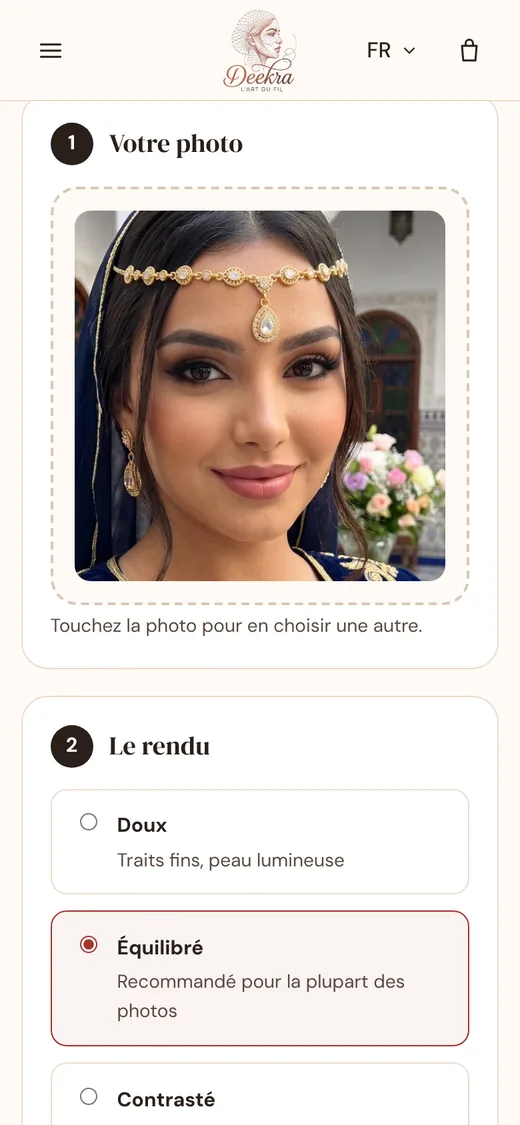 Deekra
L'ART DU FIL
FR
1 Votre photo
Touchez la photo pour en choisir une autre.
2 Le rendu
Doux
Traits fins, peau lumineuse
Équilibré
Recommandé pour la plupart des
photos
Contrasté